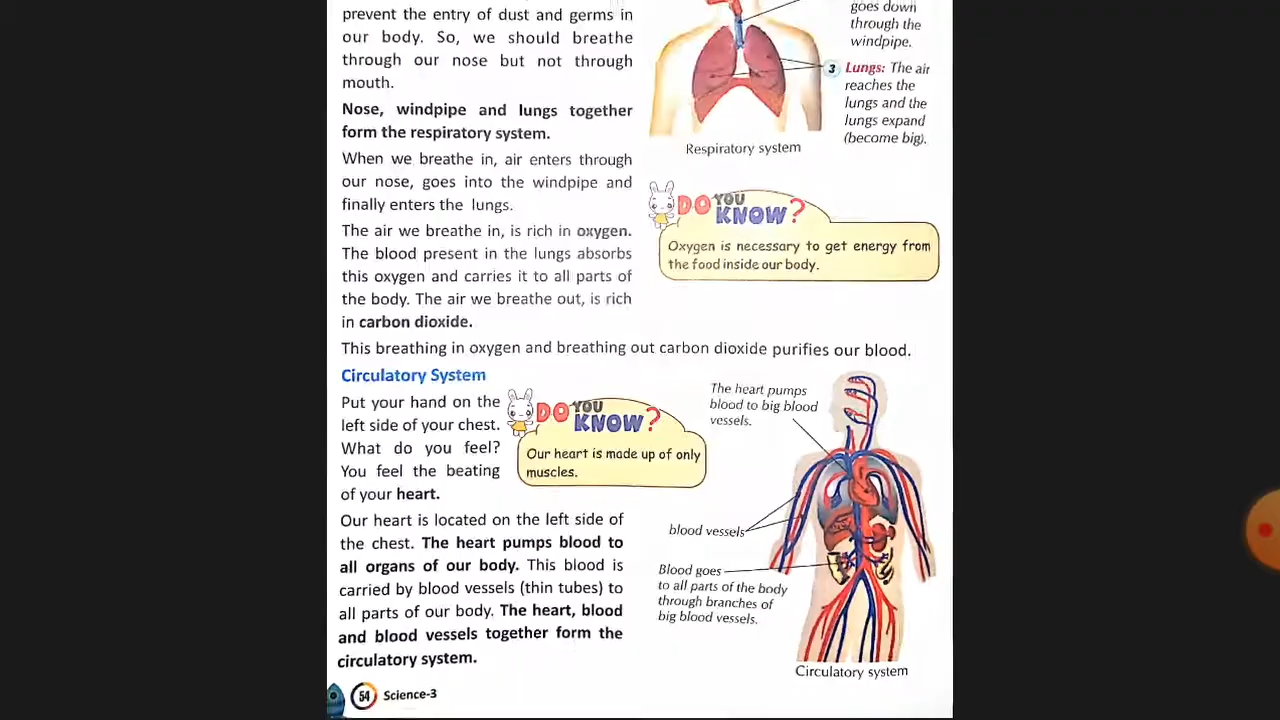 prevent the entry of dust and germs in
our body. So, we should breathe
through our nose but not through
mouth.
Nose, windpipe and lungs together
form the respiratory system.
When we breathe in, air enters through
our nose, goes into the windpipe and
finally enters the lungs.
The air we breathe in, is rich in oxygen.
The blood present in the lungs absorbs
this oxygen and carries it to all parts of
the body. The air we breathe out, is rich
in carbon dioxide.
goes down
through the
windpipe.
3 Lungs: The air
reaches the
lungs and the
lungs expand
(become big).
Respiratory system
DO YOU KNOW?
Oxygen is necessary to get energy from
the food inside our body.
This breathing in oxygen and breathing out carbon dioxide purifies our blood.
Circulatory System
Put your hand on the
left side of your chest.
What do you feel?
You feel the beating
of your heart.
DO YOU KNOW?
Our heart is made up of only
muscles.
Our heart is located on the left side of
the chest. The heart pumps blood to
all organs of our body. This blood is
carried by blood vessels (thin tubes) to
all parts of our body. The heart, blood
and blood vessels together form the
circulatory system.
The heart pumps
blood to big blood
vessels.
blood vessels
Blood goes
to all parts of the body
through branches of
big blood vessels.
Circulatory system
54 Science-3